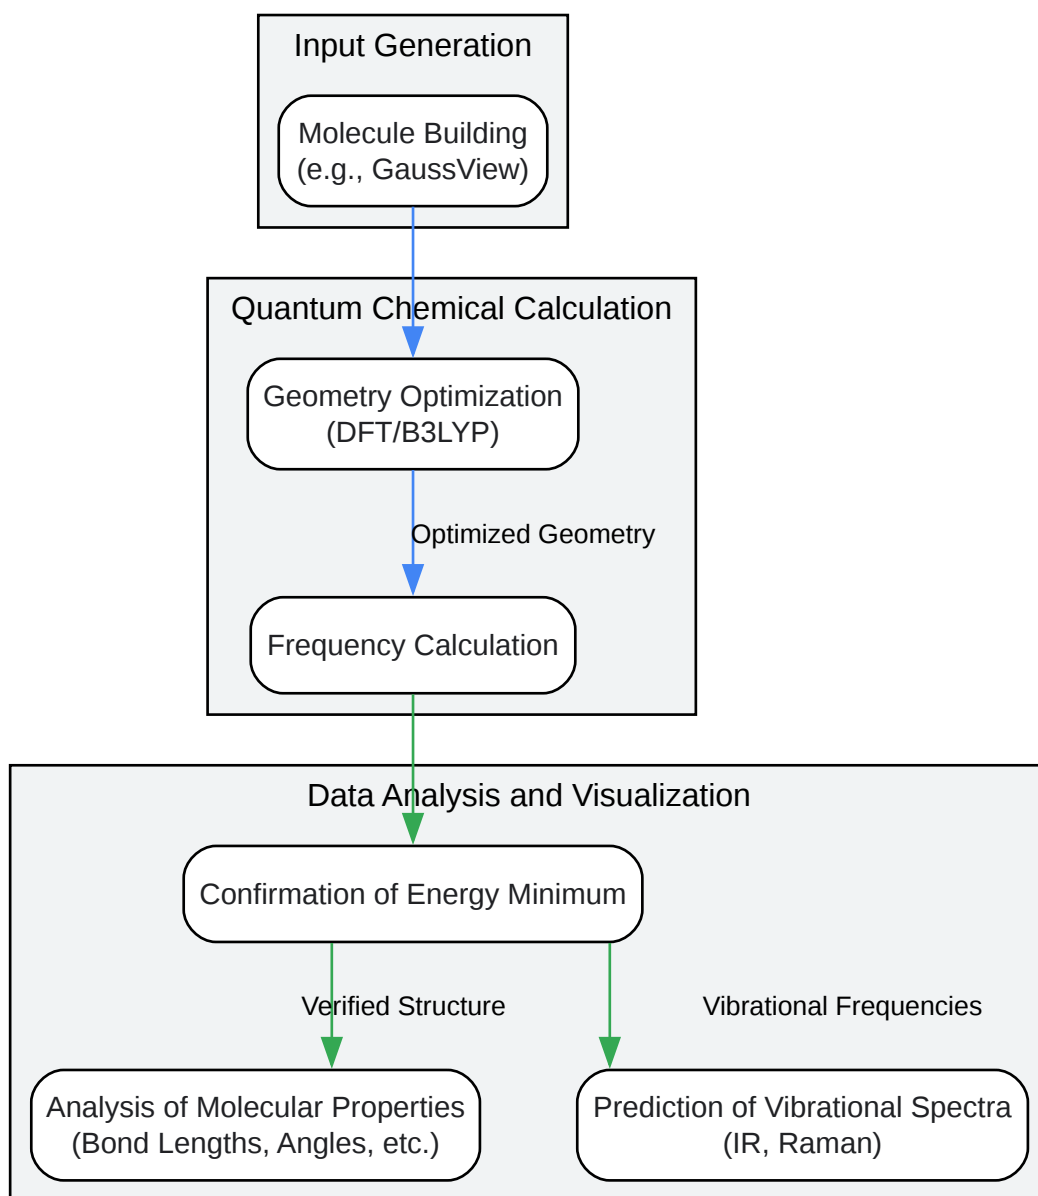 Input Generation
Molecule Building
(e.g., GaussView)
Quantum Chemical Calculation
Geometry Optimization
(DFT/B3LYP)
Optimized Geometry
Frequency Calculation
Data Analysis and Visualization
Confirmation of Energy Minimum
Verified Structure
Vibrational Frequencies
Analysis of Molecular Properties
(Bond Lengths, Angles, etc.)
Prediction of Vibrational Spectra
(IR, Raman)